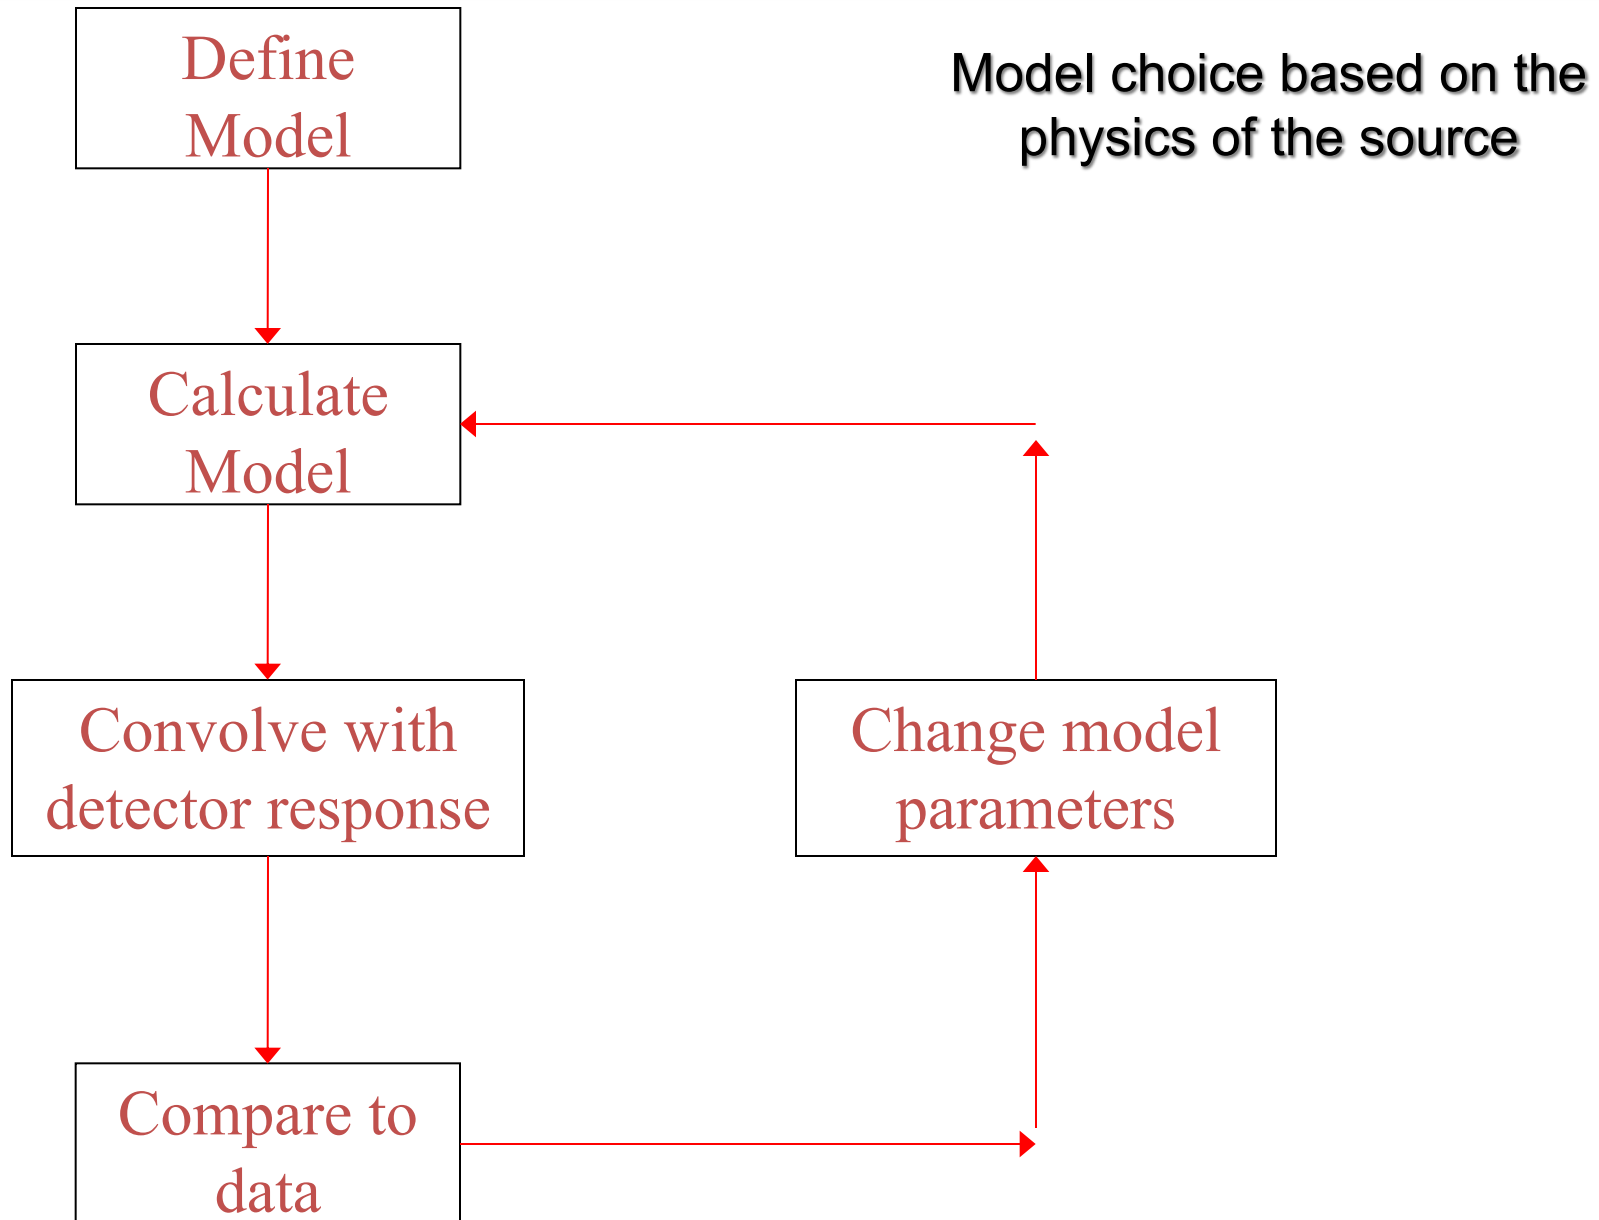 Define
Model
Model choice based on the
physics of the source
Calculate
Model
Convolve with
detector response
Change model
parameters
Compare to
data